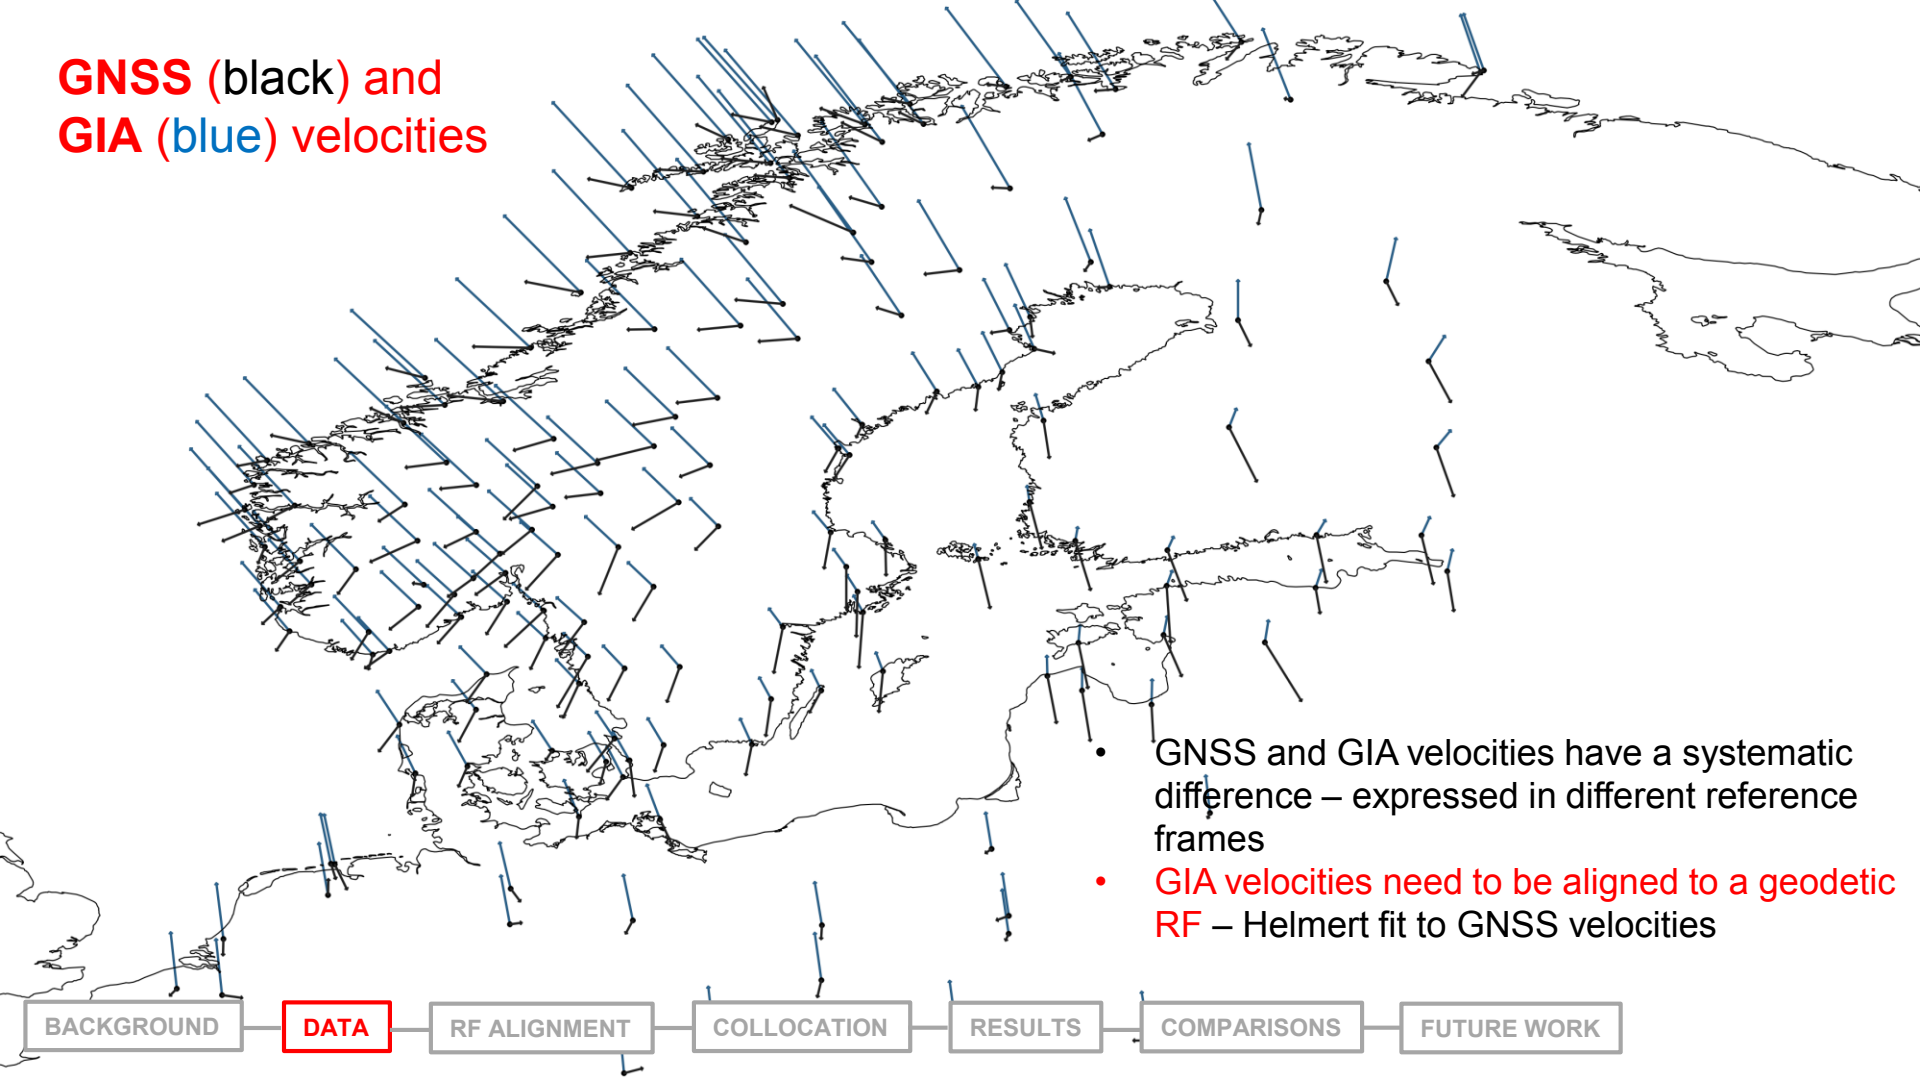 GNSS (black) and
GIA (blue) velocities
• GNSS and GIA velocities have a systematic
difference – expressed in different reference
frames
• GIA velocities need to be aligned to a geodetic
RF – Helmert fit to GNSS velocities
BACKGROUND DATA RF ALIGNMENT COLLOCATION RESULTS COMPARISONS FUTURE WORK